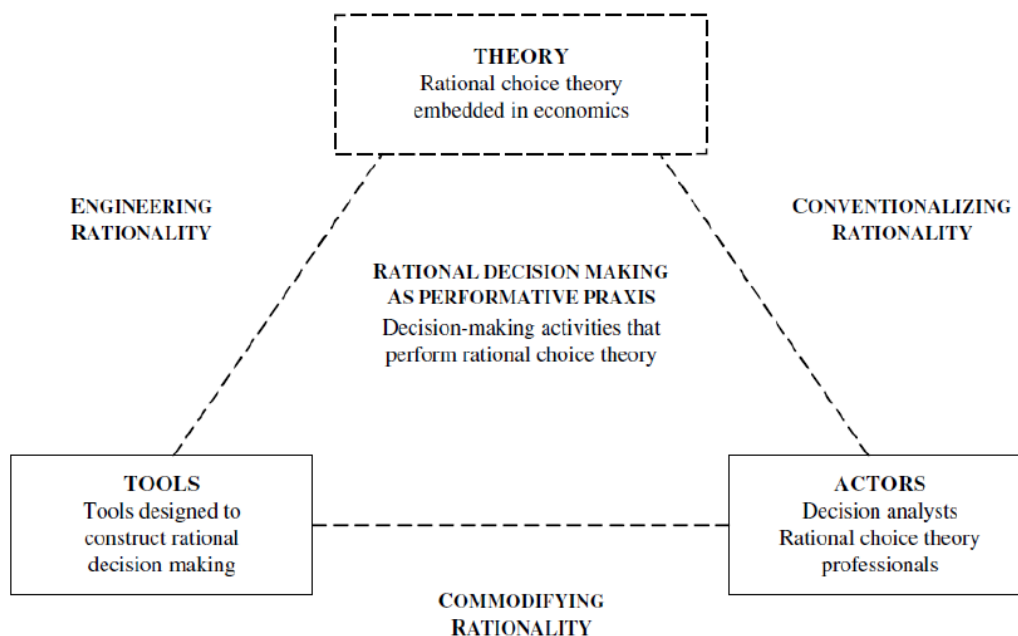 THEORY
Rational choice theory
embedded in economics
ENGINEERING
RATIONALITY
CONVENTIONALIZING
RATIONALITY
RATIONAL DECISION MAKING
AS PERFORMATIVE PRAXIS
Decision-making activities that
perform rational choice theory
TOOLS
Tools designed to
construct rational
decision making
ACTORS
Decision analysts
Rational choice theory
professionals
COMMODIFYING
RATIONALITY